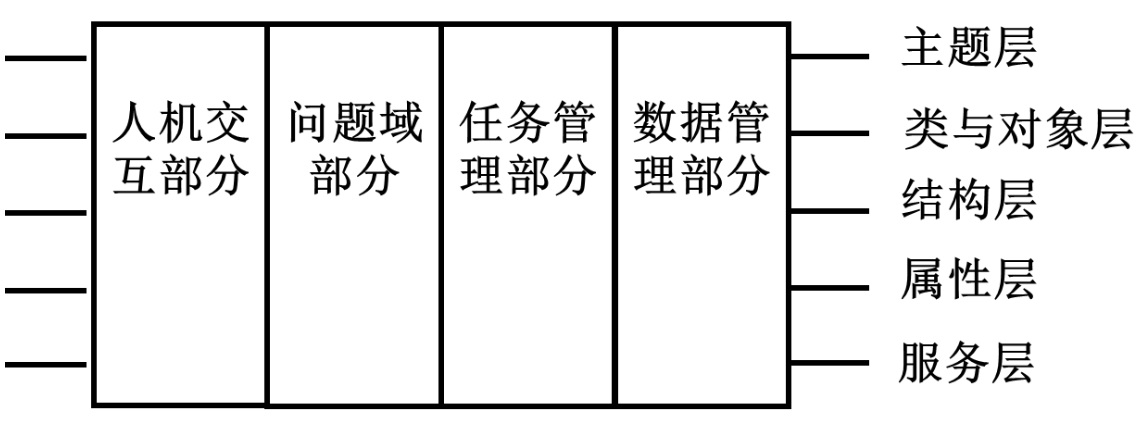 人机交
互部分
问题域
部分
任务管
理部分
数据管
理部分
主题层
类与对象层
结构层
属性层
服务层